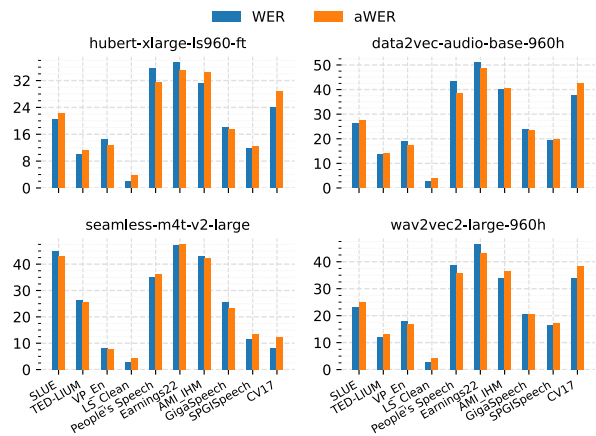 WER aWER
hubert-xlarge-ls960-ft
32
24
16
8
0
data2vec-audio-base-960h
50
40
30
20
10
0
seamless-m4t-v2-large
40
30
20
10
0
SLUE
TED-LIUM
VP_En
LS_Clean
People's Speech
Earnings22
AMI_IHM
GigaSpeech
SPGISpeech
CV17
wav2vec2-large-960h
50
40
30
20
10
0
SLUE
TED-LIUM
VP_En
LS_Clean
People's Speech
Earnings22
AMI_IHM
GigaSpeech
SPGISpeech
CV17